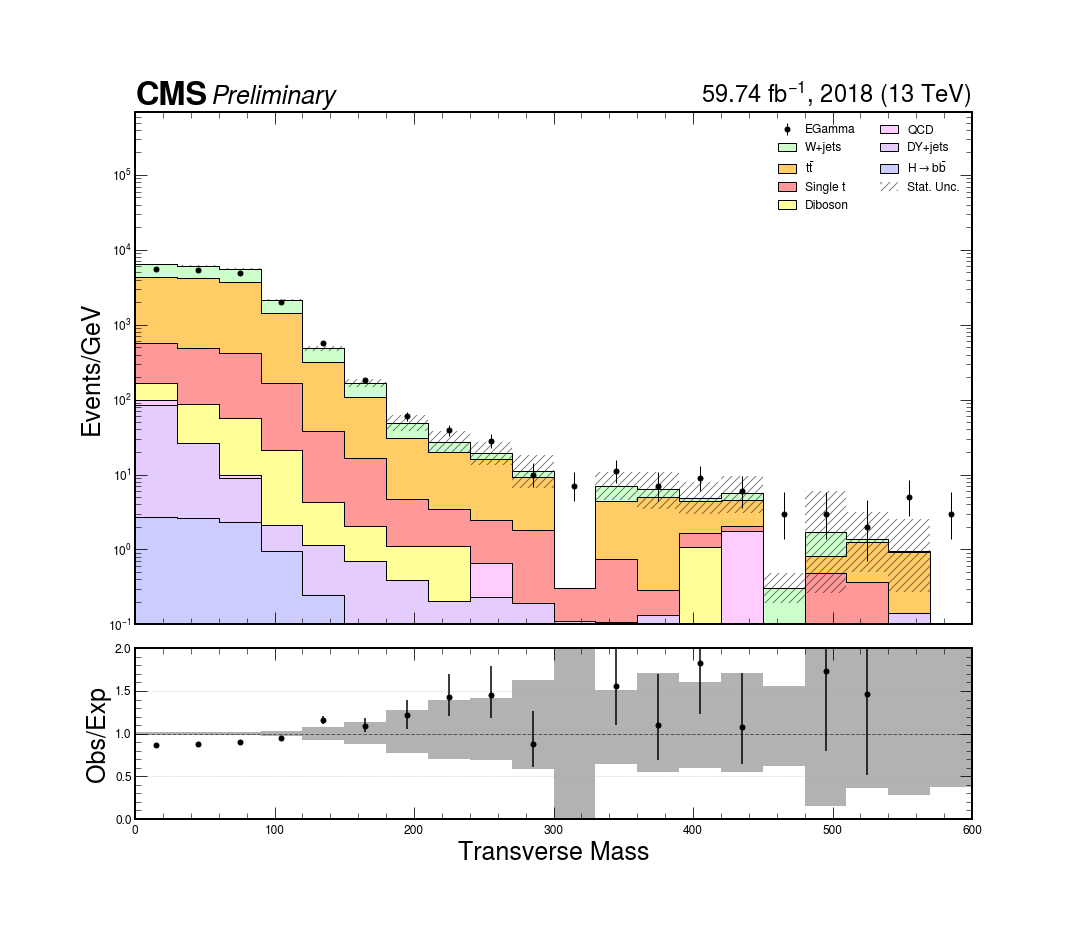 CMS Preliminary
59.74 fb⁻¹, 2018 (13 TeV)
EGamma
W+jets
tt̄
Single t
Diboson
QCD
DY+jets
H→bb̄
Stat. Unc.
Events/GeV
10⁵
10⁴
10³
10²
10¹
10⁰
10⁻¹
Obs/Exp
2.0
1.5
1.0
0.5
0.0
0 100 200 300 400 500 600
Transverse Mass